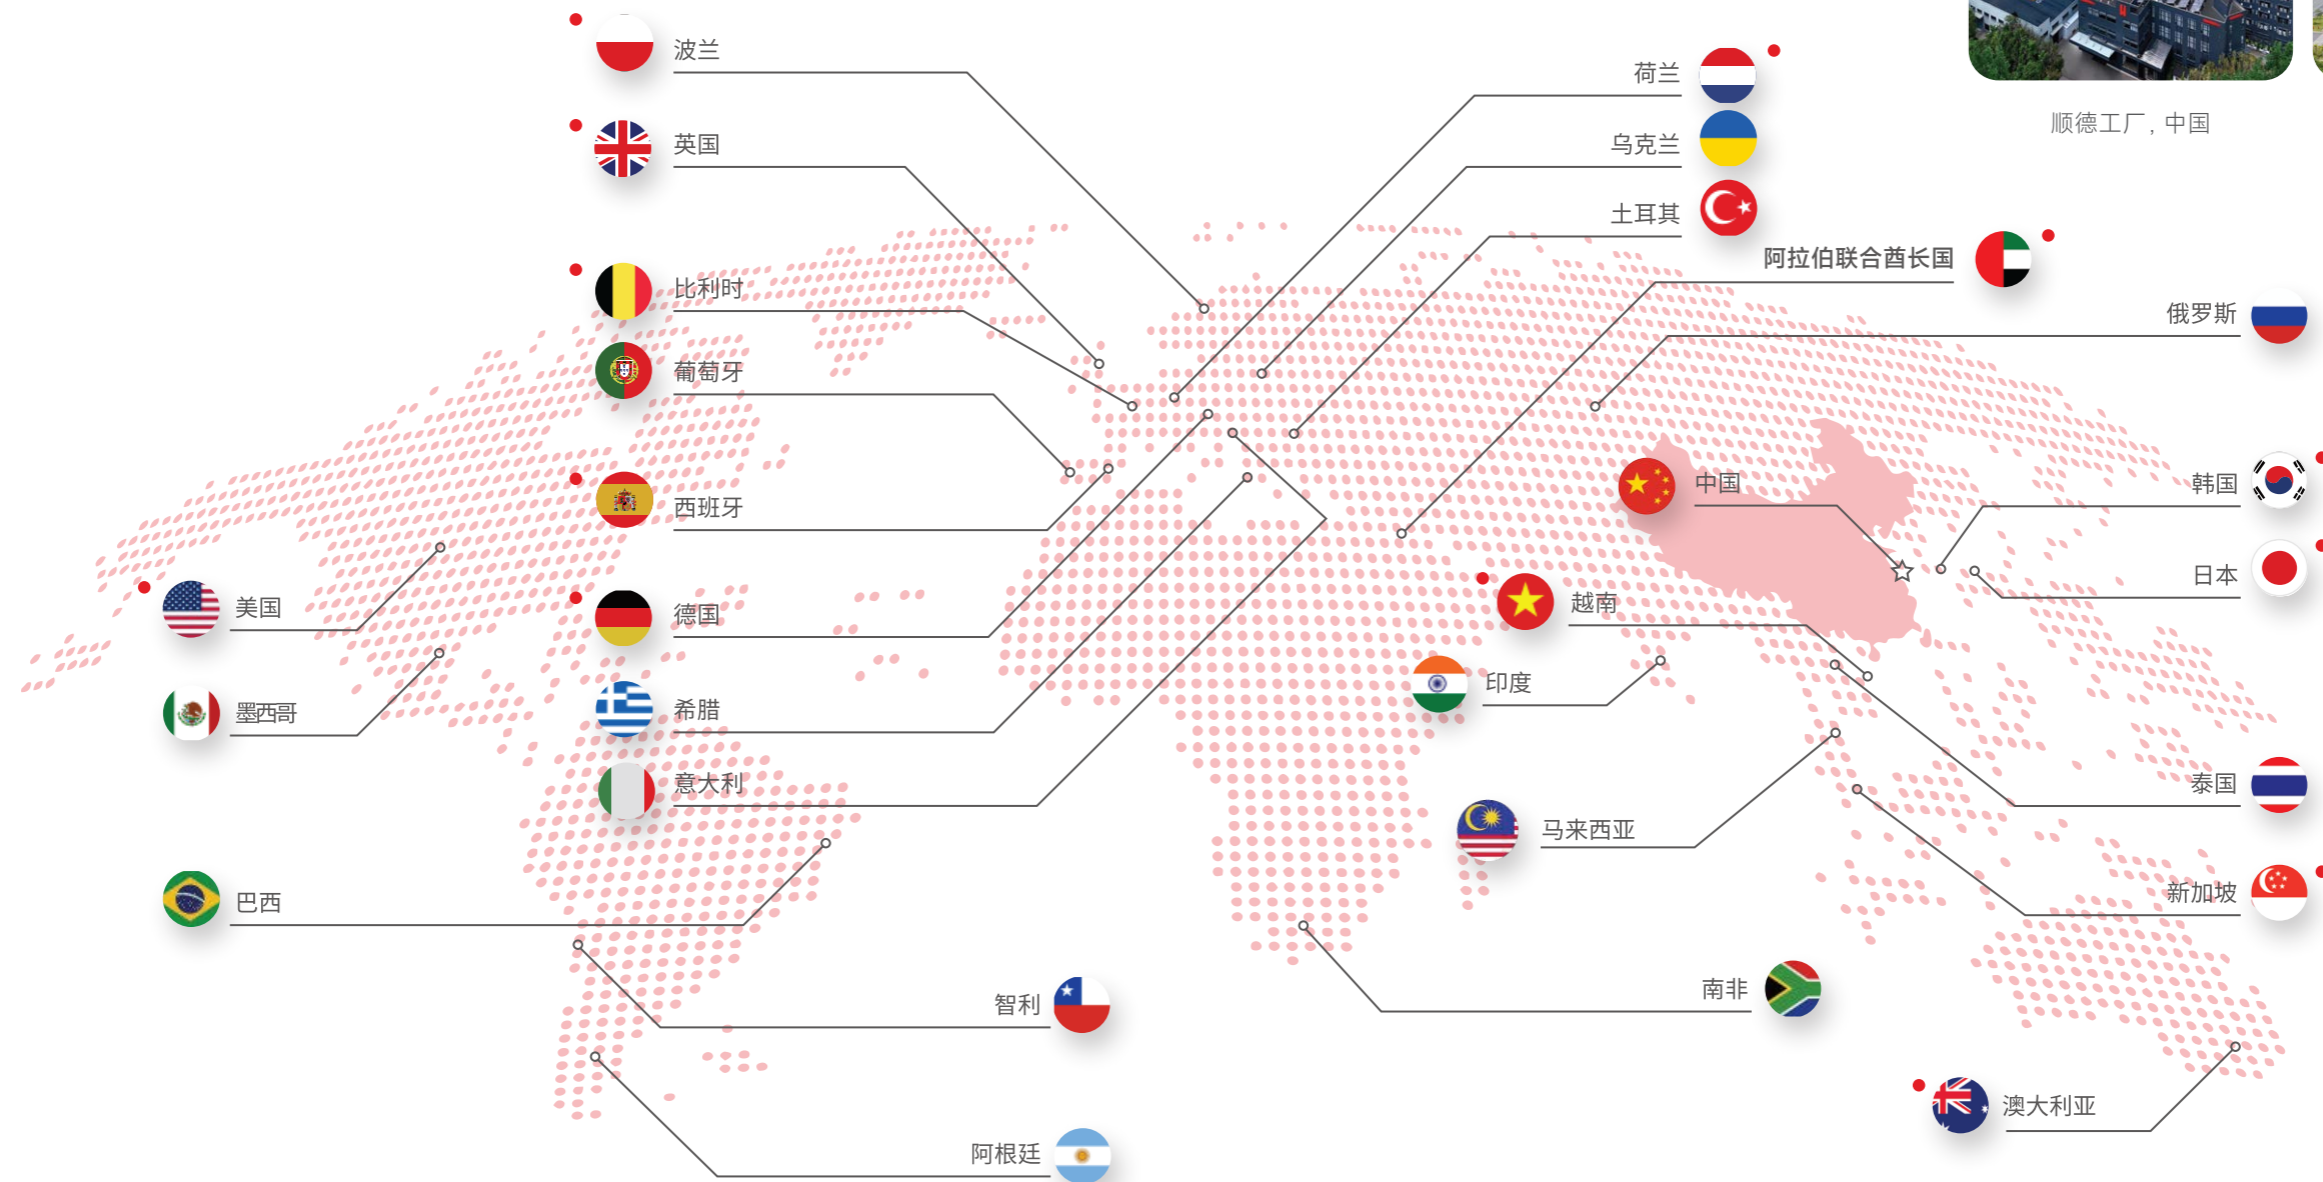 波兰
荷兰
英国
乌克兰
顺德工厂, 中国
土耳其
阿拉伯联合酋长国
比利时
俄罗斯
葡萄牙
中国
韩国
西班牙
日本
美国
德国
越南
印度
墨西哥
希腊
意大利
泰国
马来西亚
巴西
新加坡
智利
南非
澳大利亚
阿根廷